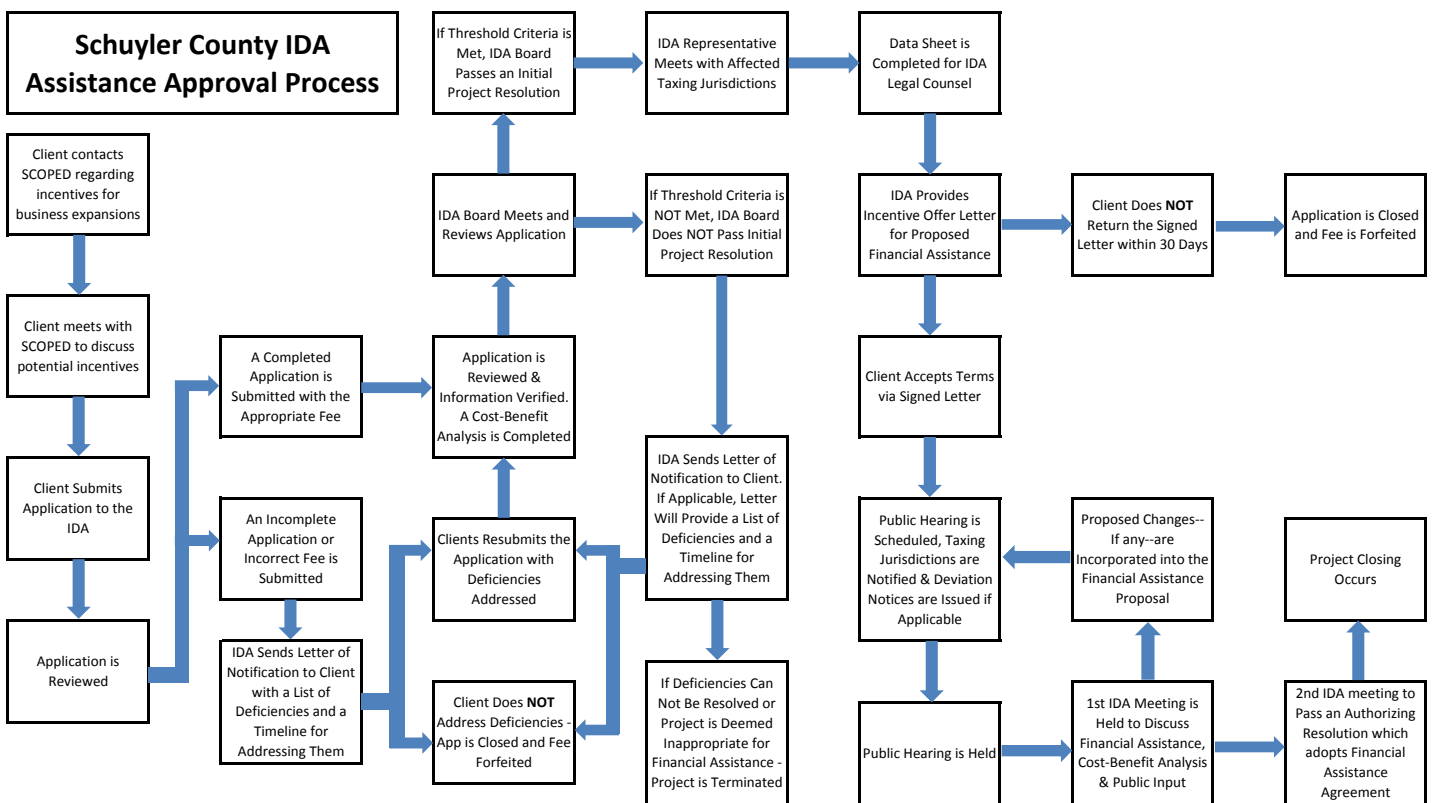 Schuyler County IDA
Assistance Approval Process
Client contacts
SCOPED regarding
incentives for
business expansions
Client meets with
SCOPED to discuss
potential incentives
Client Submits
Application to the
IDA
Application is
Reviewed
A Completed
Application is
Submitted with the
Appropriate Fee
An Incomplete
Application or
Incorrect Fee is
Submitted
IDA Sends Letter of
Notification to Client
with a List of
Deficiencies and a
Timeline for
Addressing Them
If Threshold Criteria is
Met, IDA Board
Passes an Initial
Project Resolution
IDA Board Meets and
Reviews Application
Application is
Reviewed &
Information Verified.
A Cost-Benefit
Analysis is Completed
Clients Resubmits the
Application with
Deficiencies
Addressed
Client Does NOT
Address Deficiencies -
App is Closed and Fee
Forfeited
IDA Representative
Meets with Affected
Taxing Jurisdictions
If Threshold Criteria is
NOT Met, IDA Board
Does NOT Pass Initial
Project Resolution
IDA Sends Letter of
Notification to Client.
If Applicable, Letter
Will Provide a List of
Deficiencies and a
Timeline for
Addressing Them
If Deficiencies Can
Not Be Resolved or
Project is Deemed
Inappropriate for
Financial Assistance -
Project is Terminated
Data Sheet is
Completed for IDA
Legal Counsel
IDA Provides
Incentive Offer Letter
for Proposed
Financial Assistance
Client Does NOT
Return the Signed
Letter within 30 Days
Application is Closed
and Fee is Forfeited
Client Accepts Terms
via Signed Letter
Public Hearing is
Scheduled, Taxing
Jurisdictions are
Notified & Deviation
Notices are Issued if
Applicable
Public Hearing is Held
Proposed Changes--
If any--are
Incorporated into the
Financial Assistance
Proposal
1st IDA Meeting is
Held to Discuss
Financial Assistance,
Cost-Benefit Analysis
& Public Input
Project Closing
Occurs
2nd IDA meeting to
Pass an Authorizing
Resolution which
adopts Financial
Assistance
Agreement